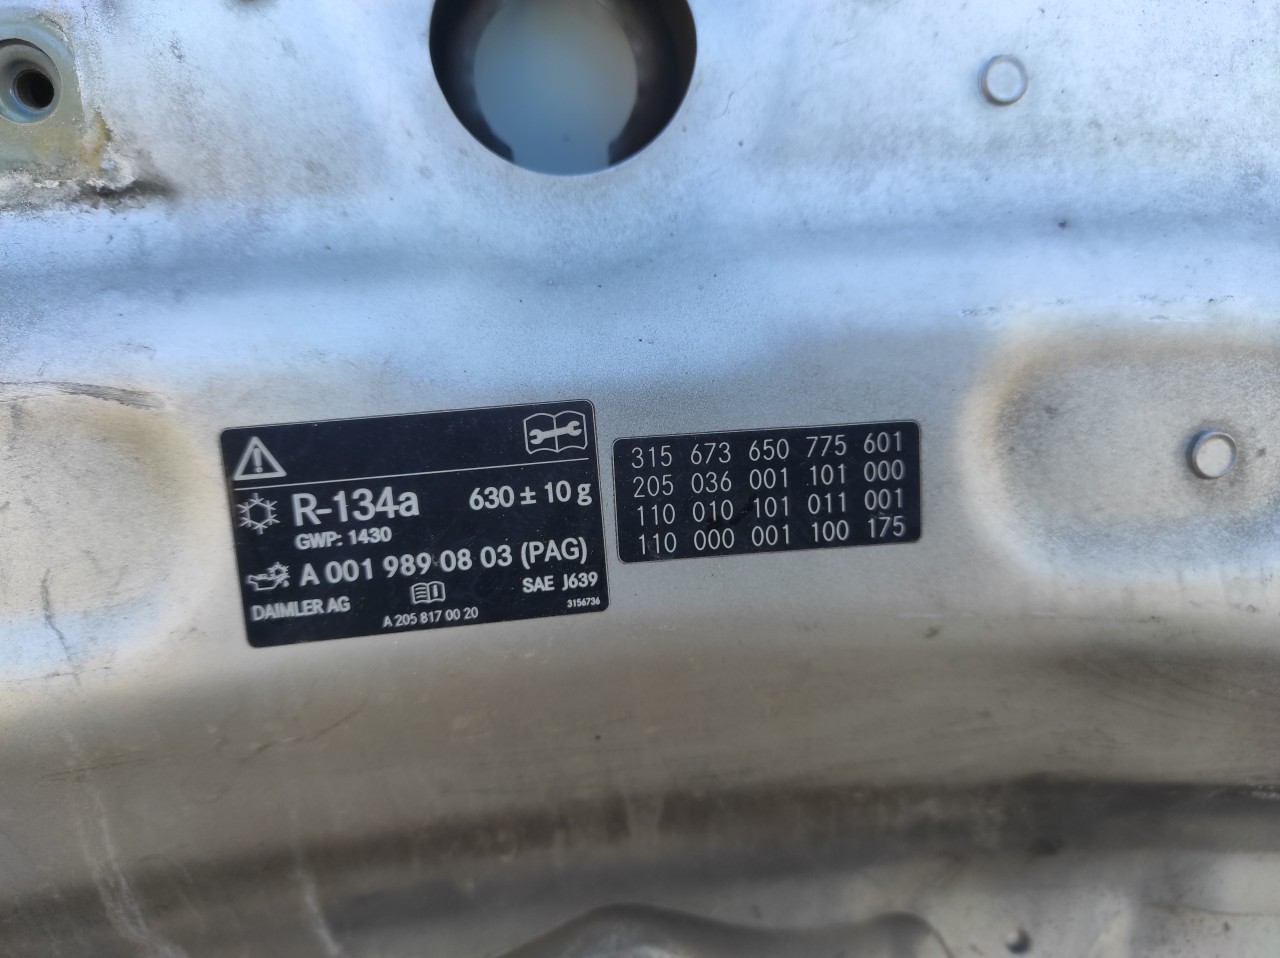 R-134a 630 ± 10 g
GWP: 1430
A 001 989 08 03 (PAG)
DAIMLER AG SAE J639
A 205 817 00 20 3156736
315 673 650 775 601
205 036 001 101 000
110 010 101 011 001
110 000 001 100 175